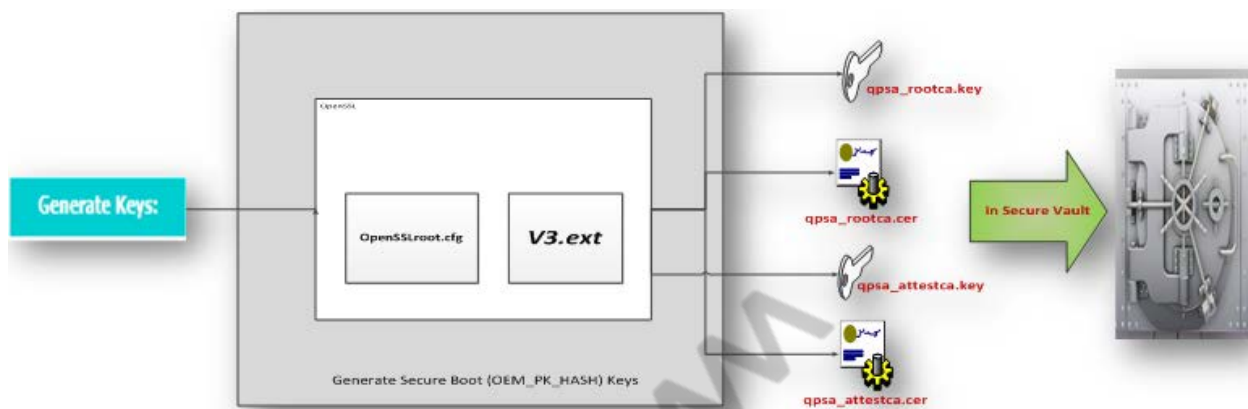 Generate Keys:
OpenSSL
OpenSSLroot.cfg
V3.ext
Generate Secure Boot (OEM_PK_HASH) Keys
qpsa_rootca.key
qpsa_rootca.cer
qpsa_attestca.key
qpsa_attestca.cer
In Secure Vault